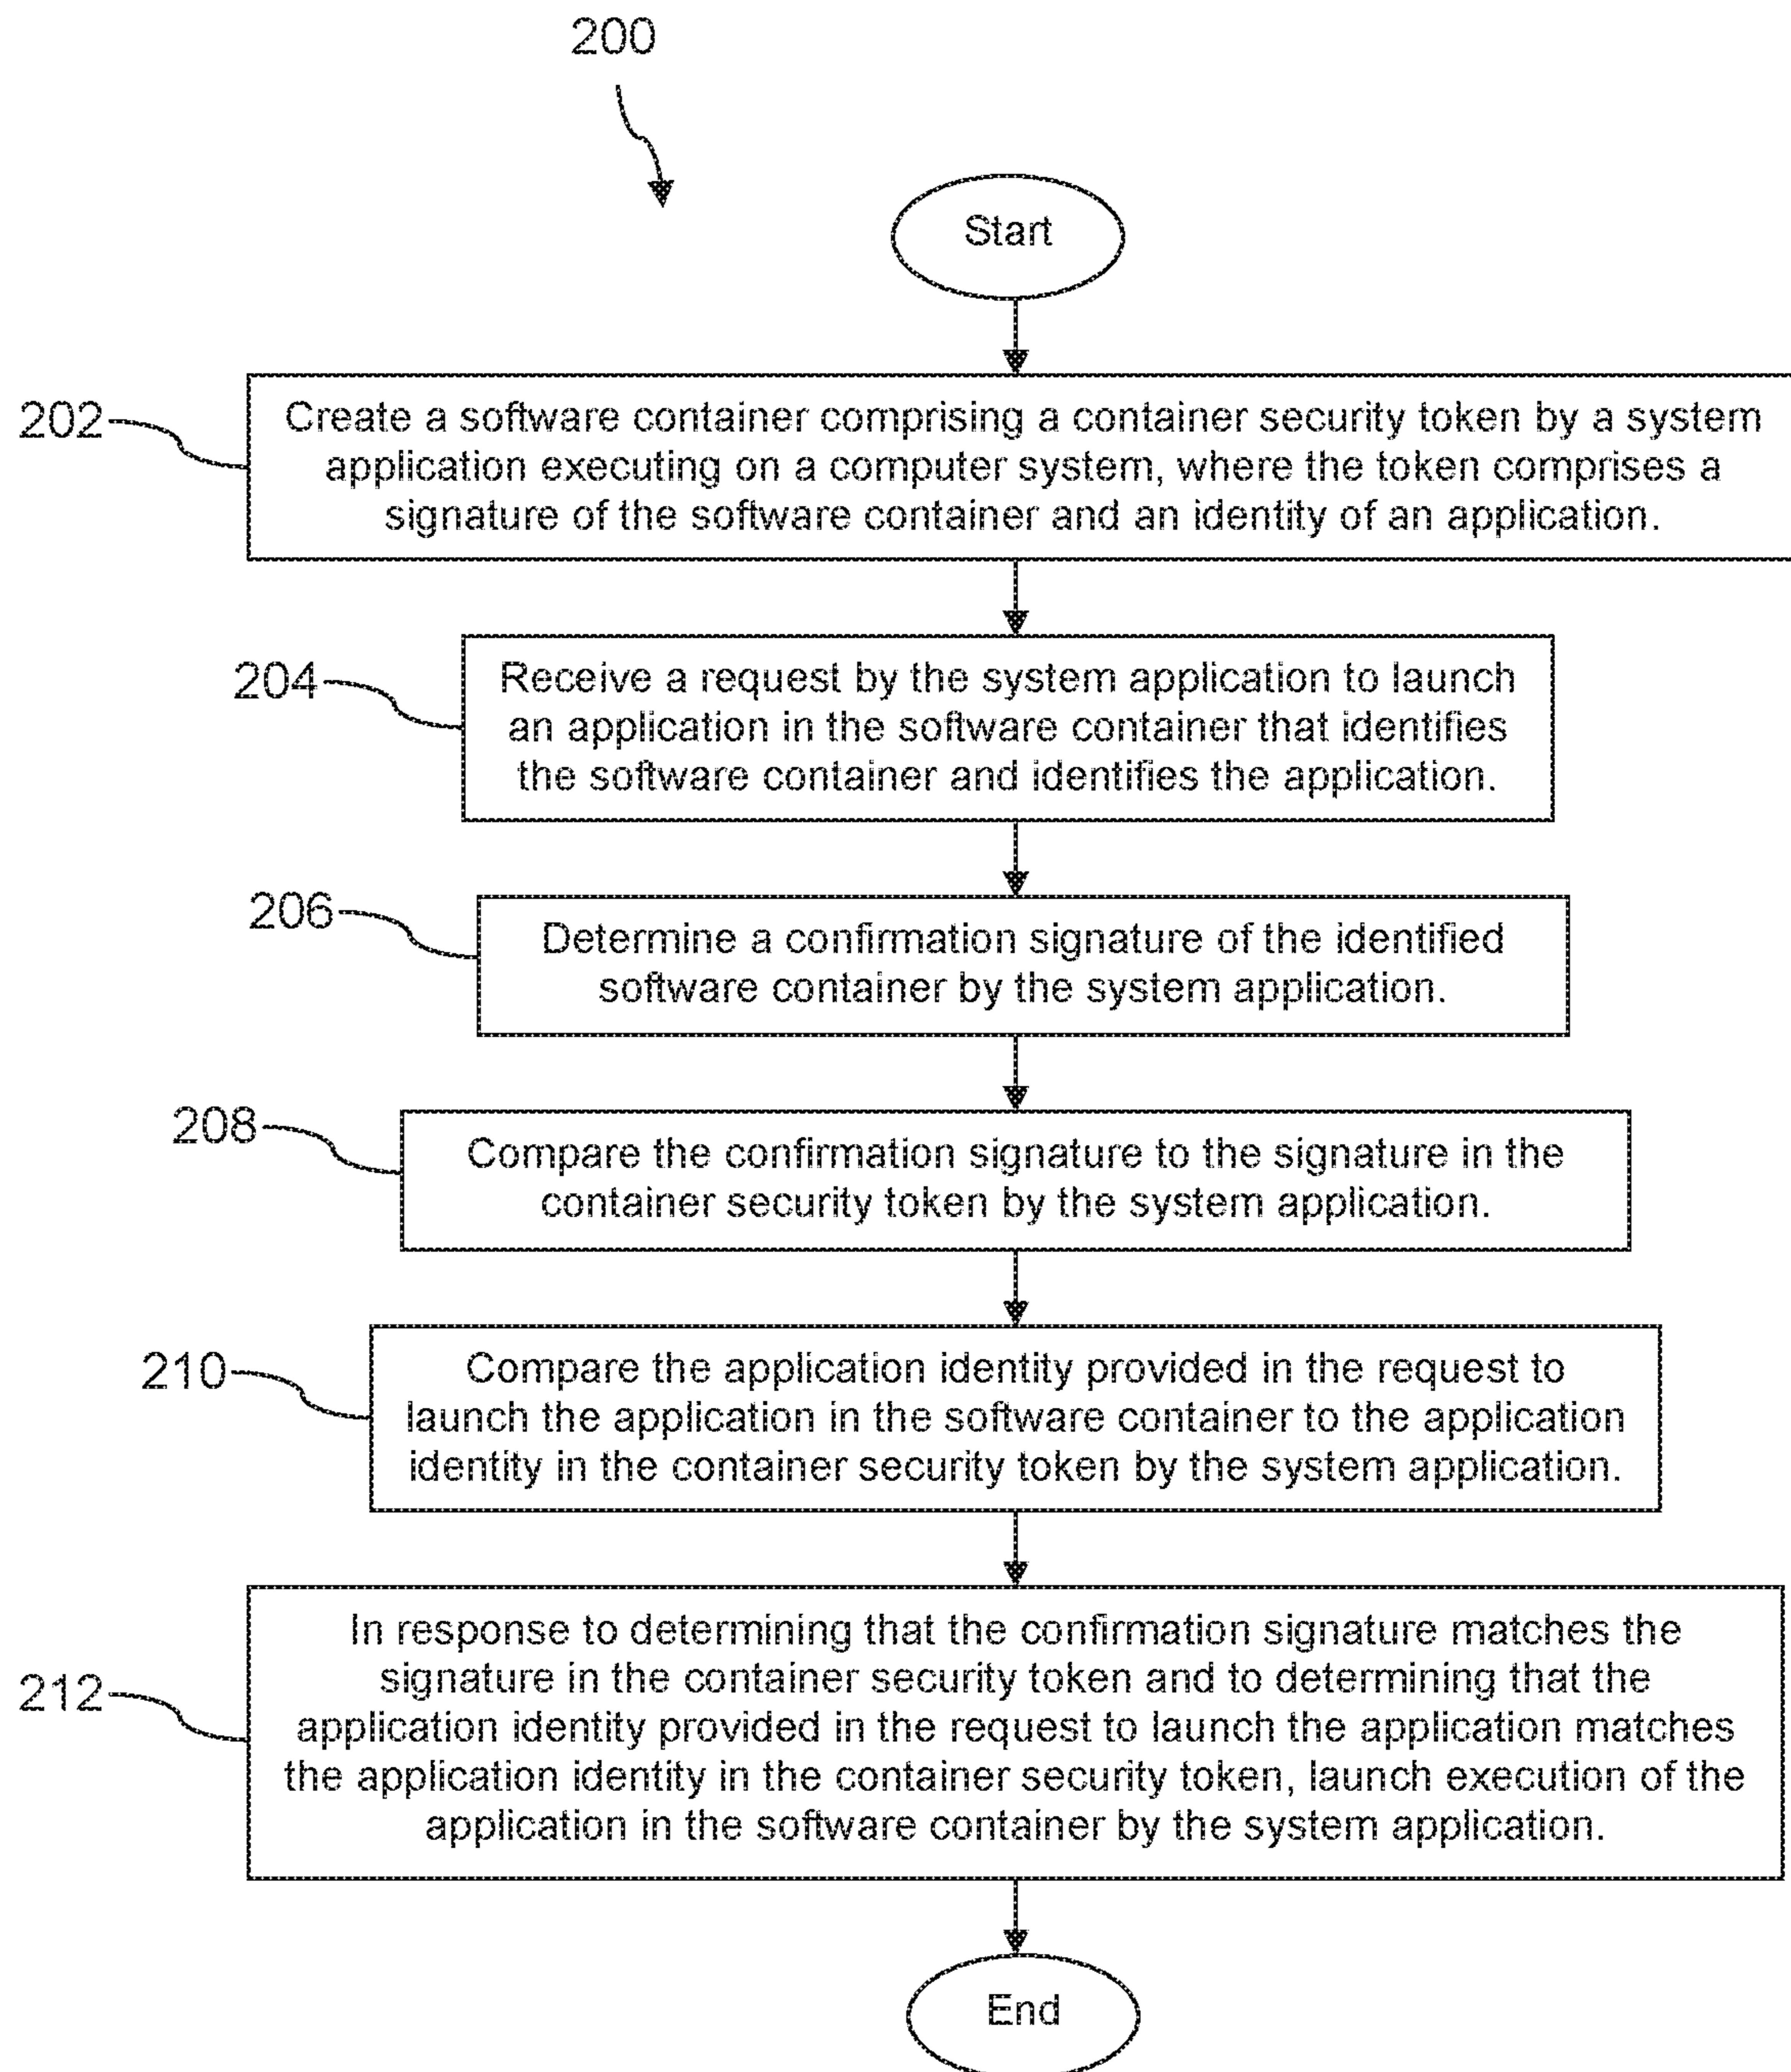 200
Start
202
Create a software container comprising a container security token by a system
application executing on a computer system, where the token comprises a
signature of the software container and an identity of an application.
204
Receive a request by the system application to launch
an application in the software container that identifies
the software container and identifies the application.
206
Determine a confirmation signature of the identified
software container by the system application.
208
Compare the confirmation signature to the signature in the
container security token by the system application.
210
Compare the application identity provided in the request to
launch the application in the software container to the application
identity in the container security token by the system application.
212
In response to determining that the confirmation signature matches the
signature in the container security token and to determining that the
application identity provided in the request to launch the application matches
the application identity in the container security token, launch execution of the
application in the software container by the system application.
End